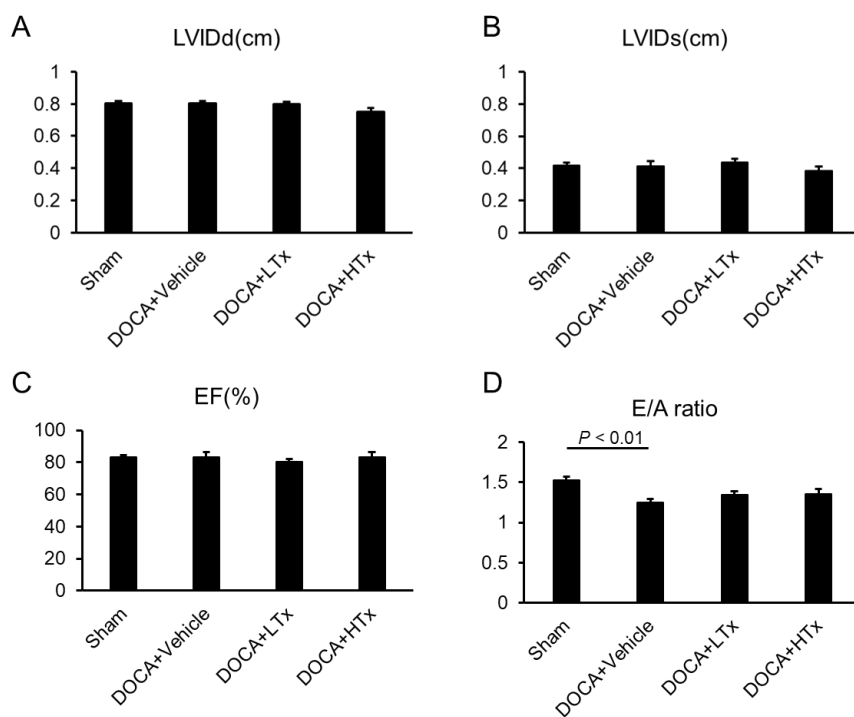 A
LVIDd(cm)
1
0.8
0.6
0.4
0.2
0
Sham
DOCA+Vehicle
DOCA+LTx
DOCA+HTx
B
LVIDs(cm)
1
0.8
0.6
0.4
0.2
0
Sham
DOCA+Vehicle
DOCA+LTx
DOCA+HTx
C
EF(%)
100
80
60
40
20
0
Sham
DOCA+Vehicle
DOCA+LTx
DOCA+HTx
D
E/A ratio
P < 0.01
2
1.5
1
0.5
0
Sham
DOCA+Vehicle
DOCA+LTx
DOCA+HTx